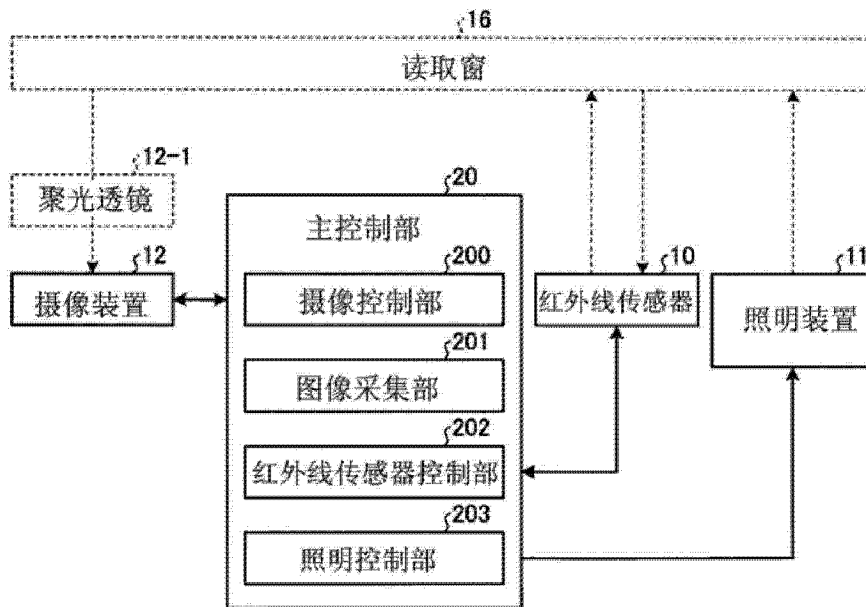 16
读取窗
12-1
聚光透镜
20
主控制部
12
摄像装置
200
摄像控制部
10
红外线传感器
11
照明装置
201
图像采集部
202
红外线传感器控制部
203
照明控制部